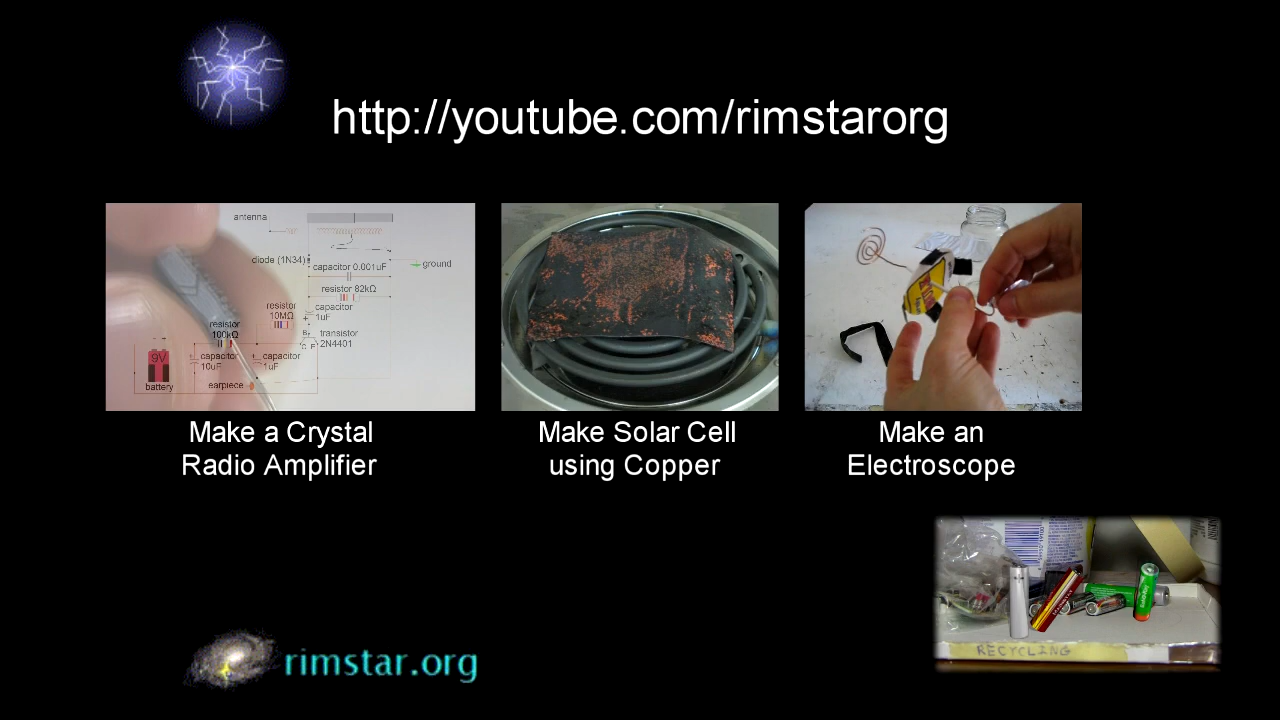 http://youtube.com/rimstarorg
antenna
diode (1N34)
ground
capacitor 0.001uF
resistor 82kΩ
resistor
10MΩ
capacitor
1uF
resistor
100kΩ
transistor
2N4401
B
C E
9V
battery
capacitor
10uF
capacitor
1uF
earpiece
Make a Crystal
Radio Amplifier
Make Solar Cell
using Copper
Make an
Electroscope
RECYCLING
rimstar.org